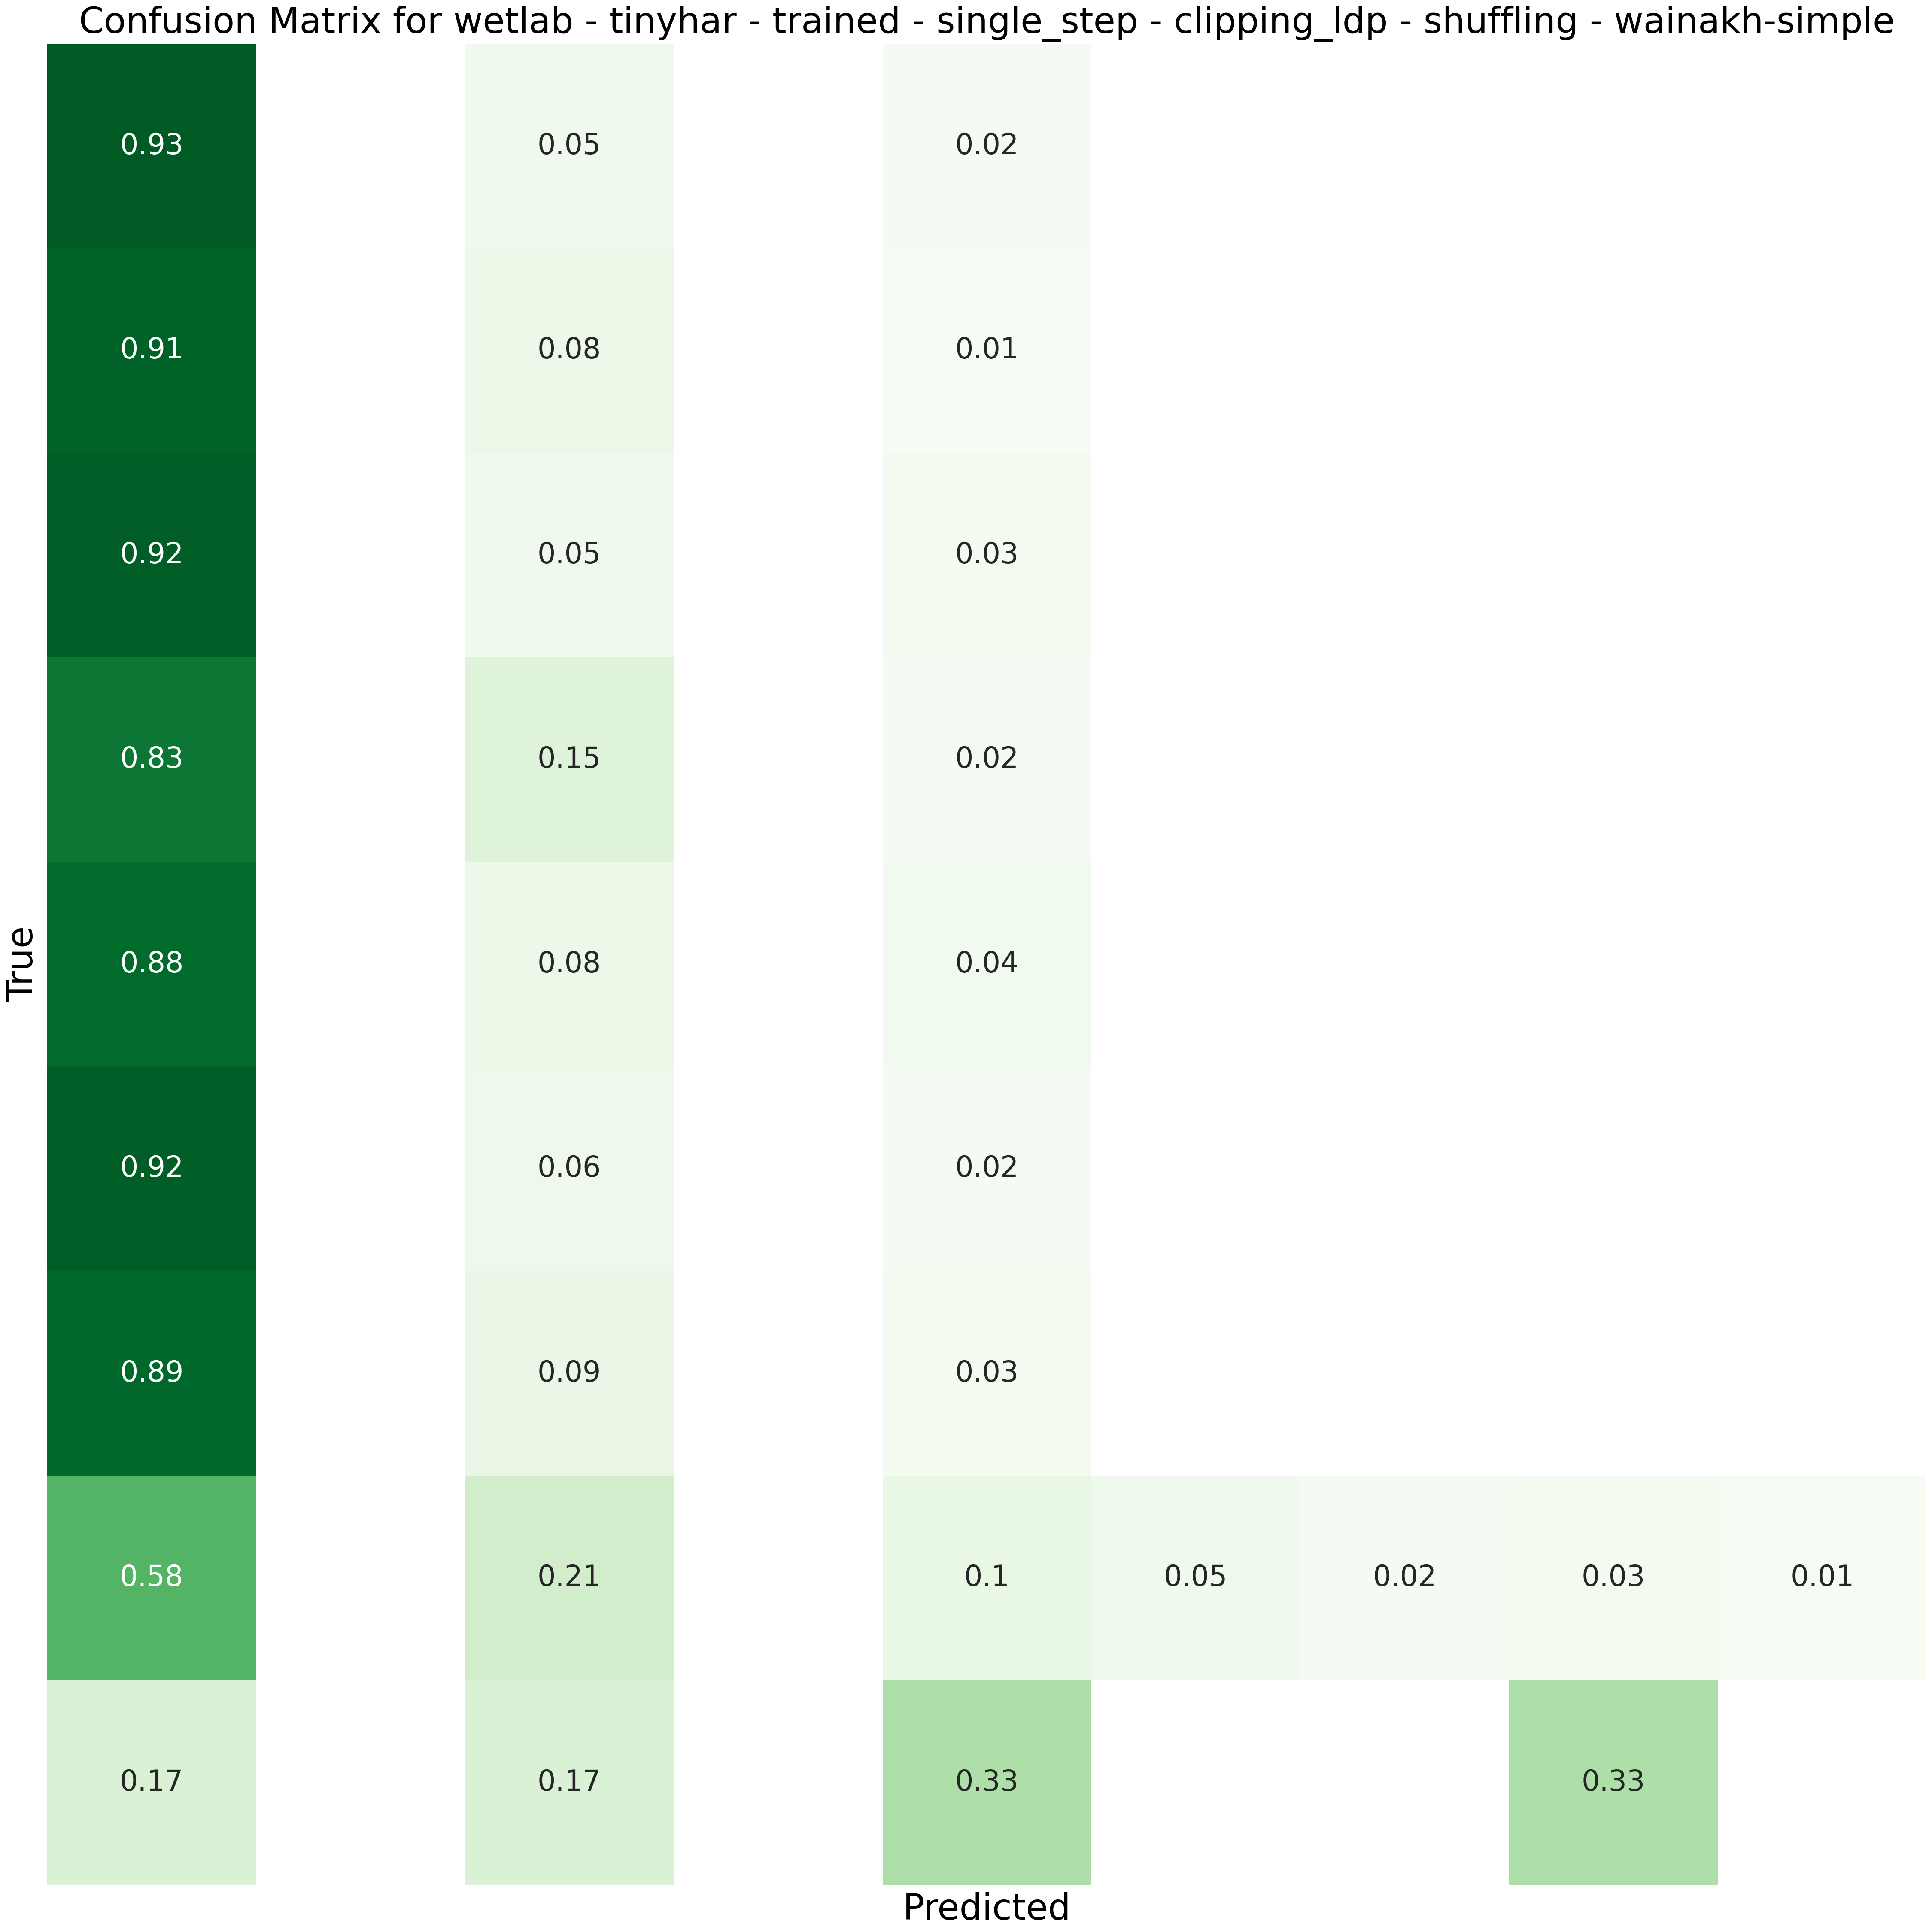 Confusion Matrix for wetlab - tinyhar - trained - single_step - clipping_ldp - shuffling - wainakh-simple
0.93 0.05 0.02
0.91 0.08 0.01
0.92 0.05 0.03
0.83 0.15 0.02
0.88 0.08 0.04
0.92 0.06 0.02
0.89 0.09 0.03
0.58 0.21 0.1 0.05 0.02 0.03 0.01
0.17 0.17 0.33 0.33
True
Predicted